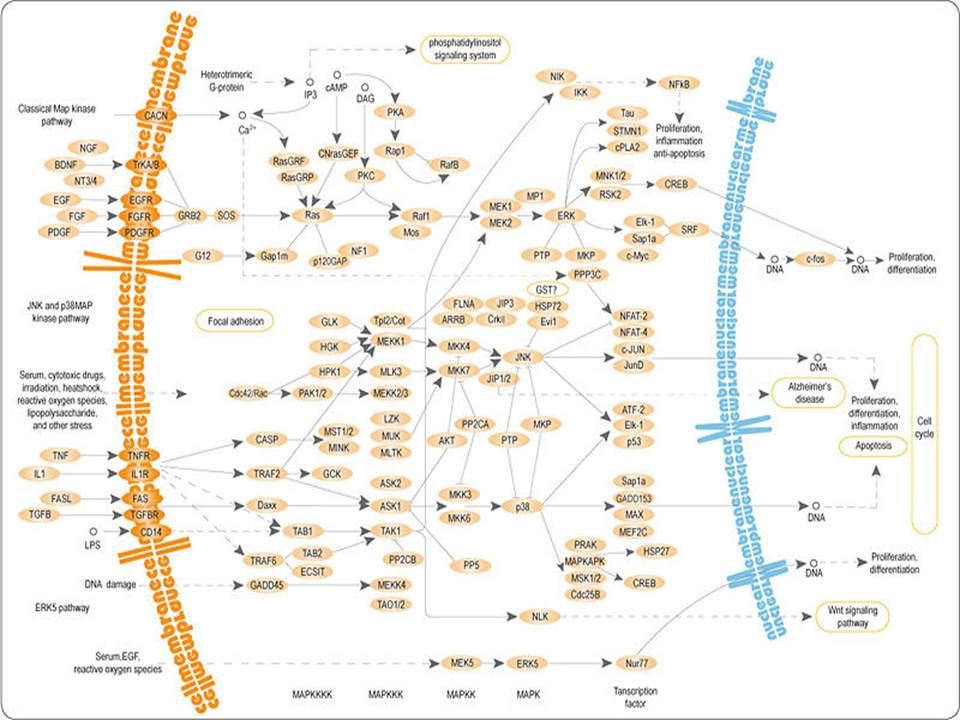 phosphatidylinositol
signaling system
Heterotrimeric
G-protein
IP3
cAMP
DAG
NIK
IKK
NFkB
Classical Map kinase
pathway
CACN
Ca2+
PKA
Tau
STMN1
cPLA2
Proliferation,
inflammation
anti-apoptosis
NGF
BDNF
NT3/4
TrKA/B
RasGRF
RasGRP
CNrasGEF
Rap1
RafB
PKC
MNK1/2
RSK2
CREB
EGF
FGF
PDGF
EGFR
FGFR
PDGFR
GRB2
SOS
Ras
Raf1
Mos
MEK1
MEK2
MP1
ERK
Elk-1
Sap1a
c-Myc
SRF
G12
Gap1m
p120GAP
NF1
PTP
MKP
PPP3C
DNA
c-fos
DNA
Proliferation,
differentiation
JNK and p38MAP
kinase pathway
Focal adhesion
GST?
FLNA
JIP3
HSP72
ARRB
CrkII
Evi1
NFAT-2
NFAT-4
GLK
Tpl2/Cot
HGK
MEKK1
MKK4
JNK
c-JUN
JunD
DNA
HPK1
MLK3
MKK7
JIP1/2
Serum, cytotoxic drugs,
irradiation, heatshock,
reactive oxygen species,
lipopolysaccharide,
and other stress
Cdc42/Rac
PAK1/2
MEKK2/3
Alzheimer's
disease
Proliferation,
differentiation,
inflammation
Apoptosis
Cell
cycle
LZK
MUK
MLTK
CASP
MST1/2
MINK
AKT
PP2CA
PTP
MKP
ATF-2
Elk-1
p53
TNF
IL1
TNFR
IL1R
TRAF2
GCK
ASK2
FASL
TGFB
FAS
TGFBR
Daxx
ASK1
MKK3
MKK6
p38
Sap1a
GADD153
MAX
MEF2C
DNA
LPS
CD14
TAB1
TAK1
TRAF6
TAB2
ECSIT
PP2CB
PP5
PRAK
MAPKAPK
MSK1/2
Cdc25B
HSP27
CREB
DNA
Proliferation,
differentiation
DNA damage
GADD45
MEKK4
TAO1/2
ERK5 pathway
NLK
Wnt signaling
pathway
Serum,EGF,
reactive oxygen species
MEK5
ERK5
Nur77
MAPKKKK
MAPKKK
MAPKK
MAPK
Tanscription
factor